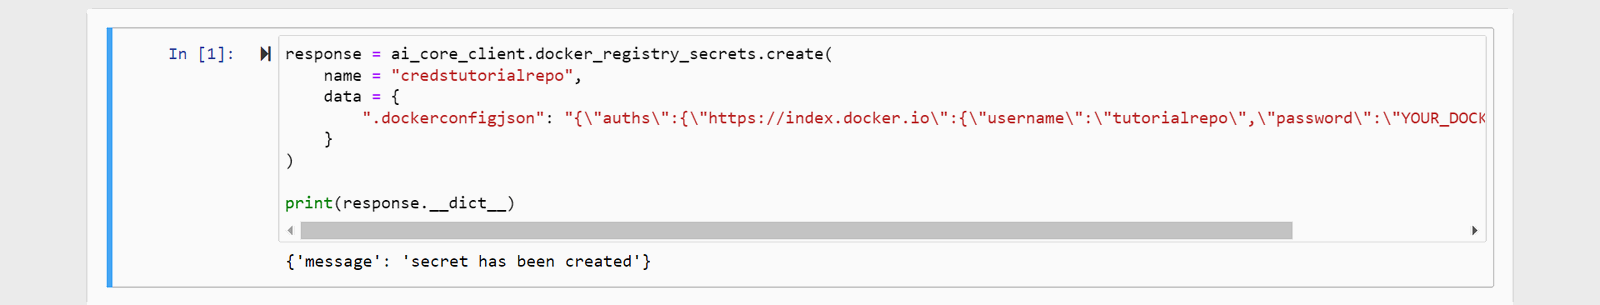 In [1]:
response = ai_core_client.docker_registry_secrets.create(
    name = "credstutorialrepo",
    data = {
        ".dockerconfigjson": "{\"auths\":{\"https://index.docker.io\":{\"username\":\"tutorialrepo\",\"password\":\"YOUR_DOCK
    }
)
print(response.__dict__)
{'message': 'secret has been created'}